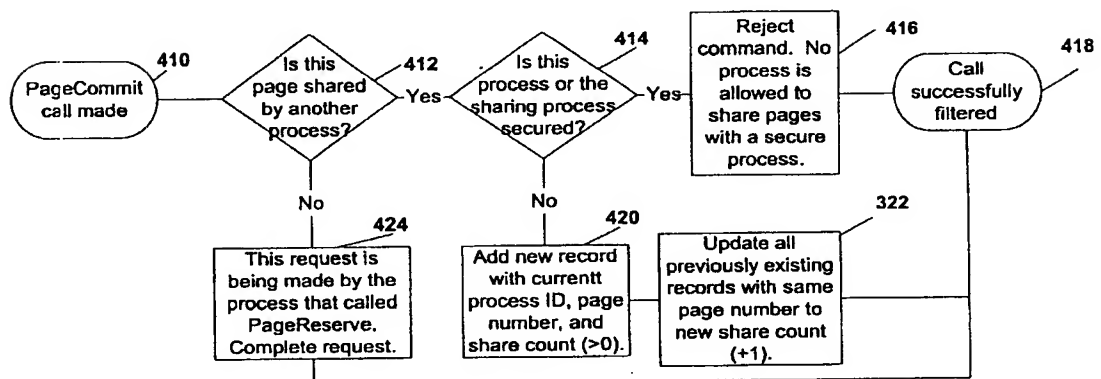 PageCommit
call made
410
Is this
page shared
by another
process?
412
Yes
Is this
process or the
sharing process
secured?
414
Yes
Reject
command. No
process is
allowed to
share pages
with a secure
process.
416
Call
successfully
filtered
418
No
424
This request is
being made by the
process that called
PageReserve.
Complete request.
No
420
Add new record
with currentt
process ID, page
number, and
share count (>0).
322
Update all
previously existing
records with same
page number to
new share count
(+1).